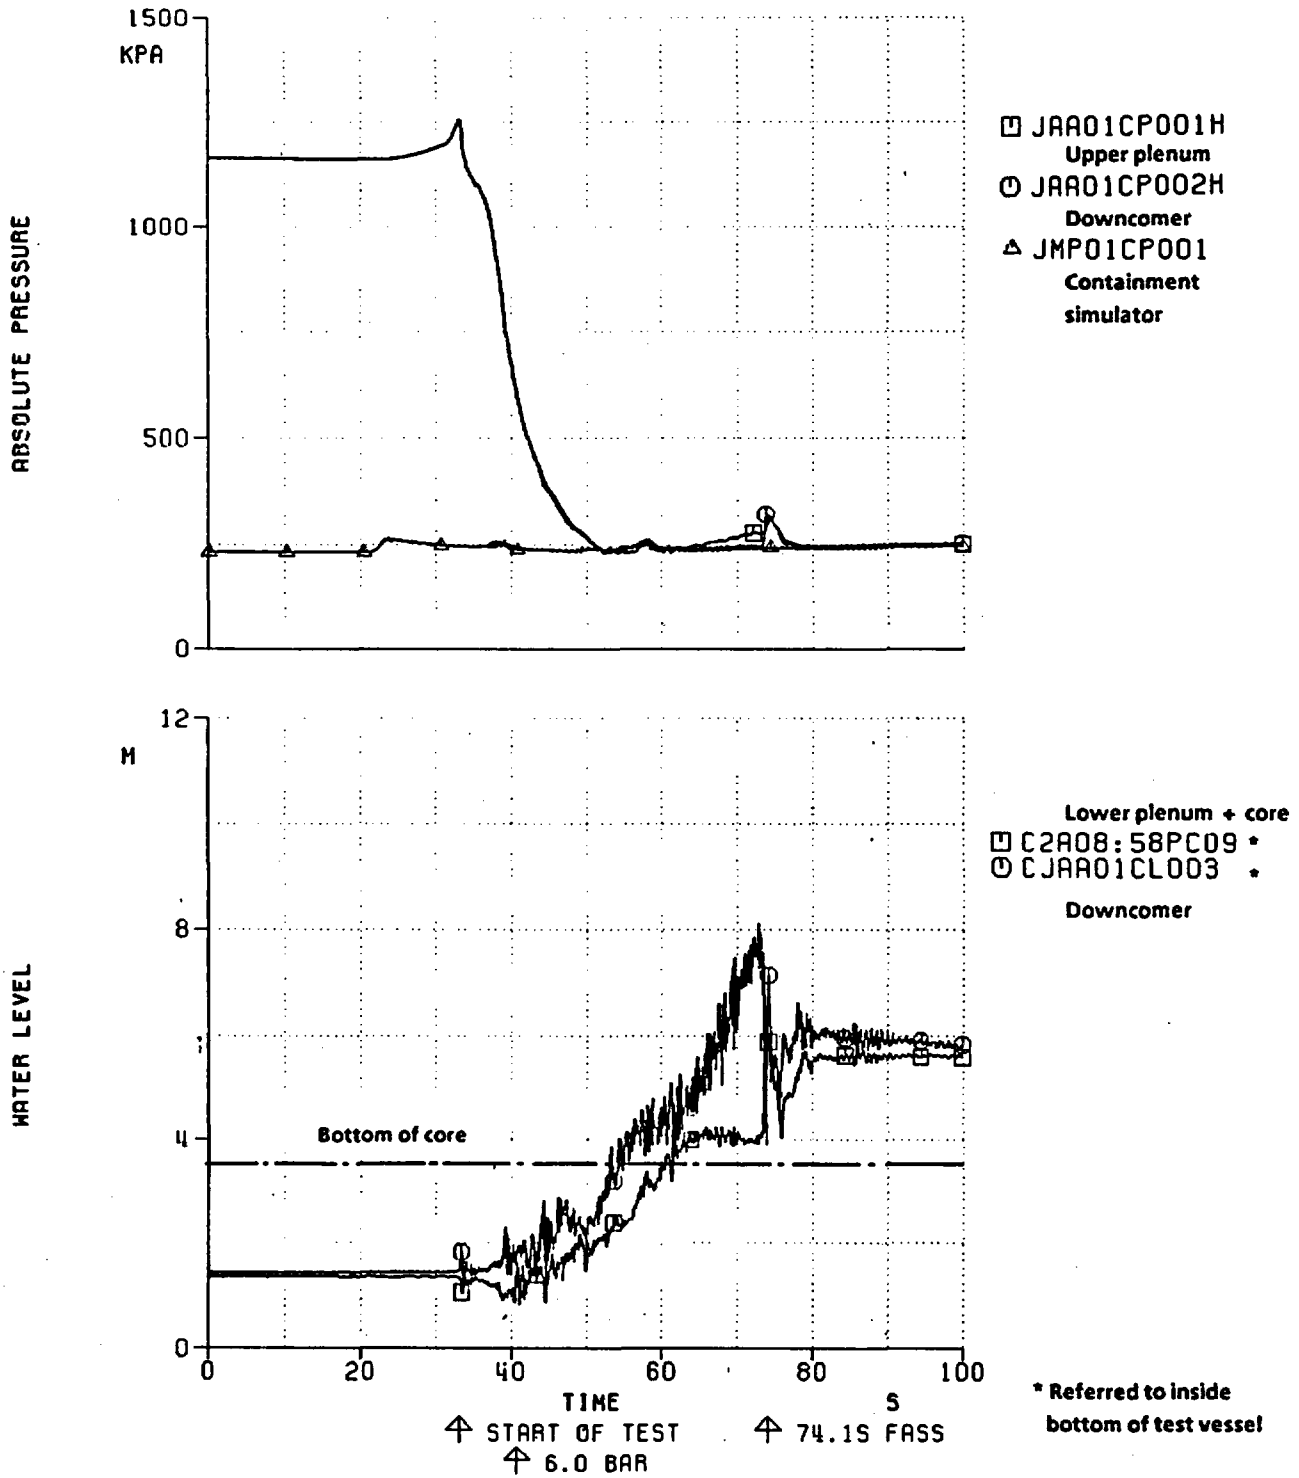 1500
KPA
1000
500
0
ABSOLUTE PRESSURE
JAA01CP001H
Upper plenum
JAA01CP002H
Downcomer
JMP01CP001
Containment
simulator
12
M
8
4
0
WATER LEVEL
Bottom of core
Lower plenum + core
C2A08:58PC09 *
CJAA01CL003 *
Downcomer
0 20 40 60 80 100
TIME S
START OF TEST
74.1S FASS
6.0 BAR
* Referred to inside
bottom of test vessel